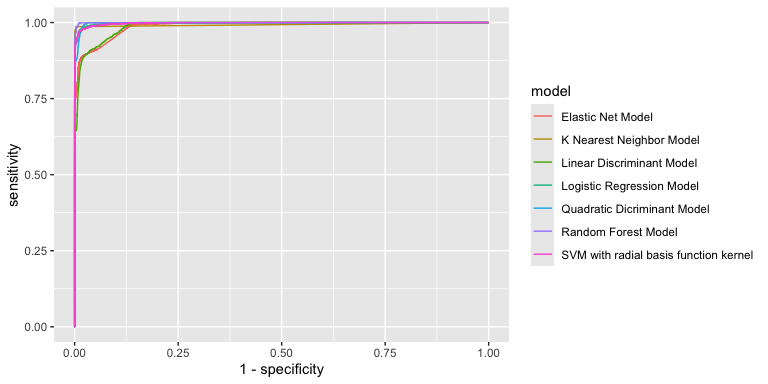 1.00
0.75
0.50
0.25
0.00
sensitivity
0.00 0.25 0.50 0.75 1.00
1 - specificity
model
Elastic Net Model
K Nearest Neighbor Model
Linear Discriminant Model
Logistic Regression Model
Quadratic Dicriminant Model
Random Forest Model
SVM with radial basis function kernel